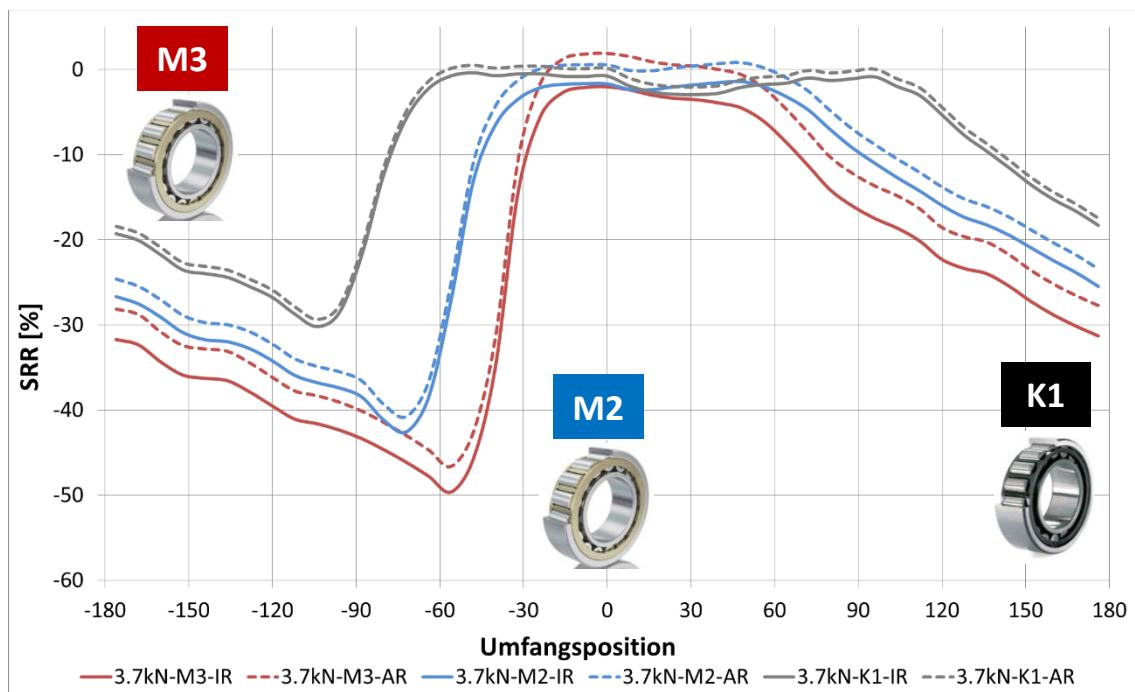 M3
M2
K1
SRR [%]
10
0
-10
-20
-30
-40
-50
-60
-180 -150 -120 -90 -60 -30 0 30 60 90 120 150 180
Umfangsposition
3.7kN-M3-IR 3.7kN-M3-AR 3.7kN-M2-IR 3.7kN-M2-AR 3.7kN-K1-IR 3.7kN-K1-AR